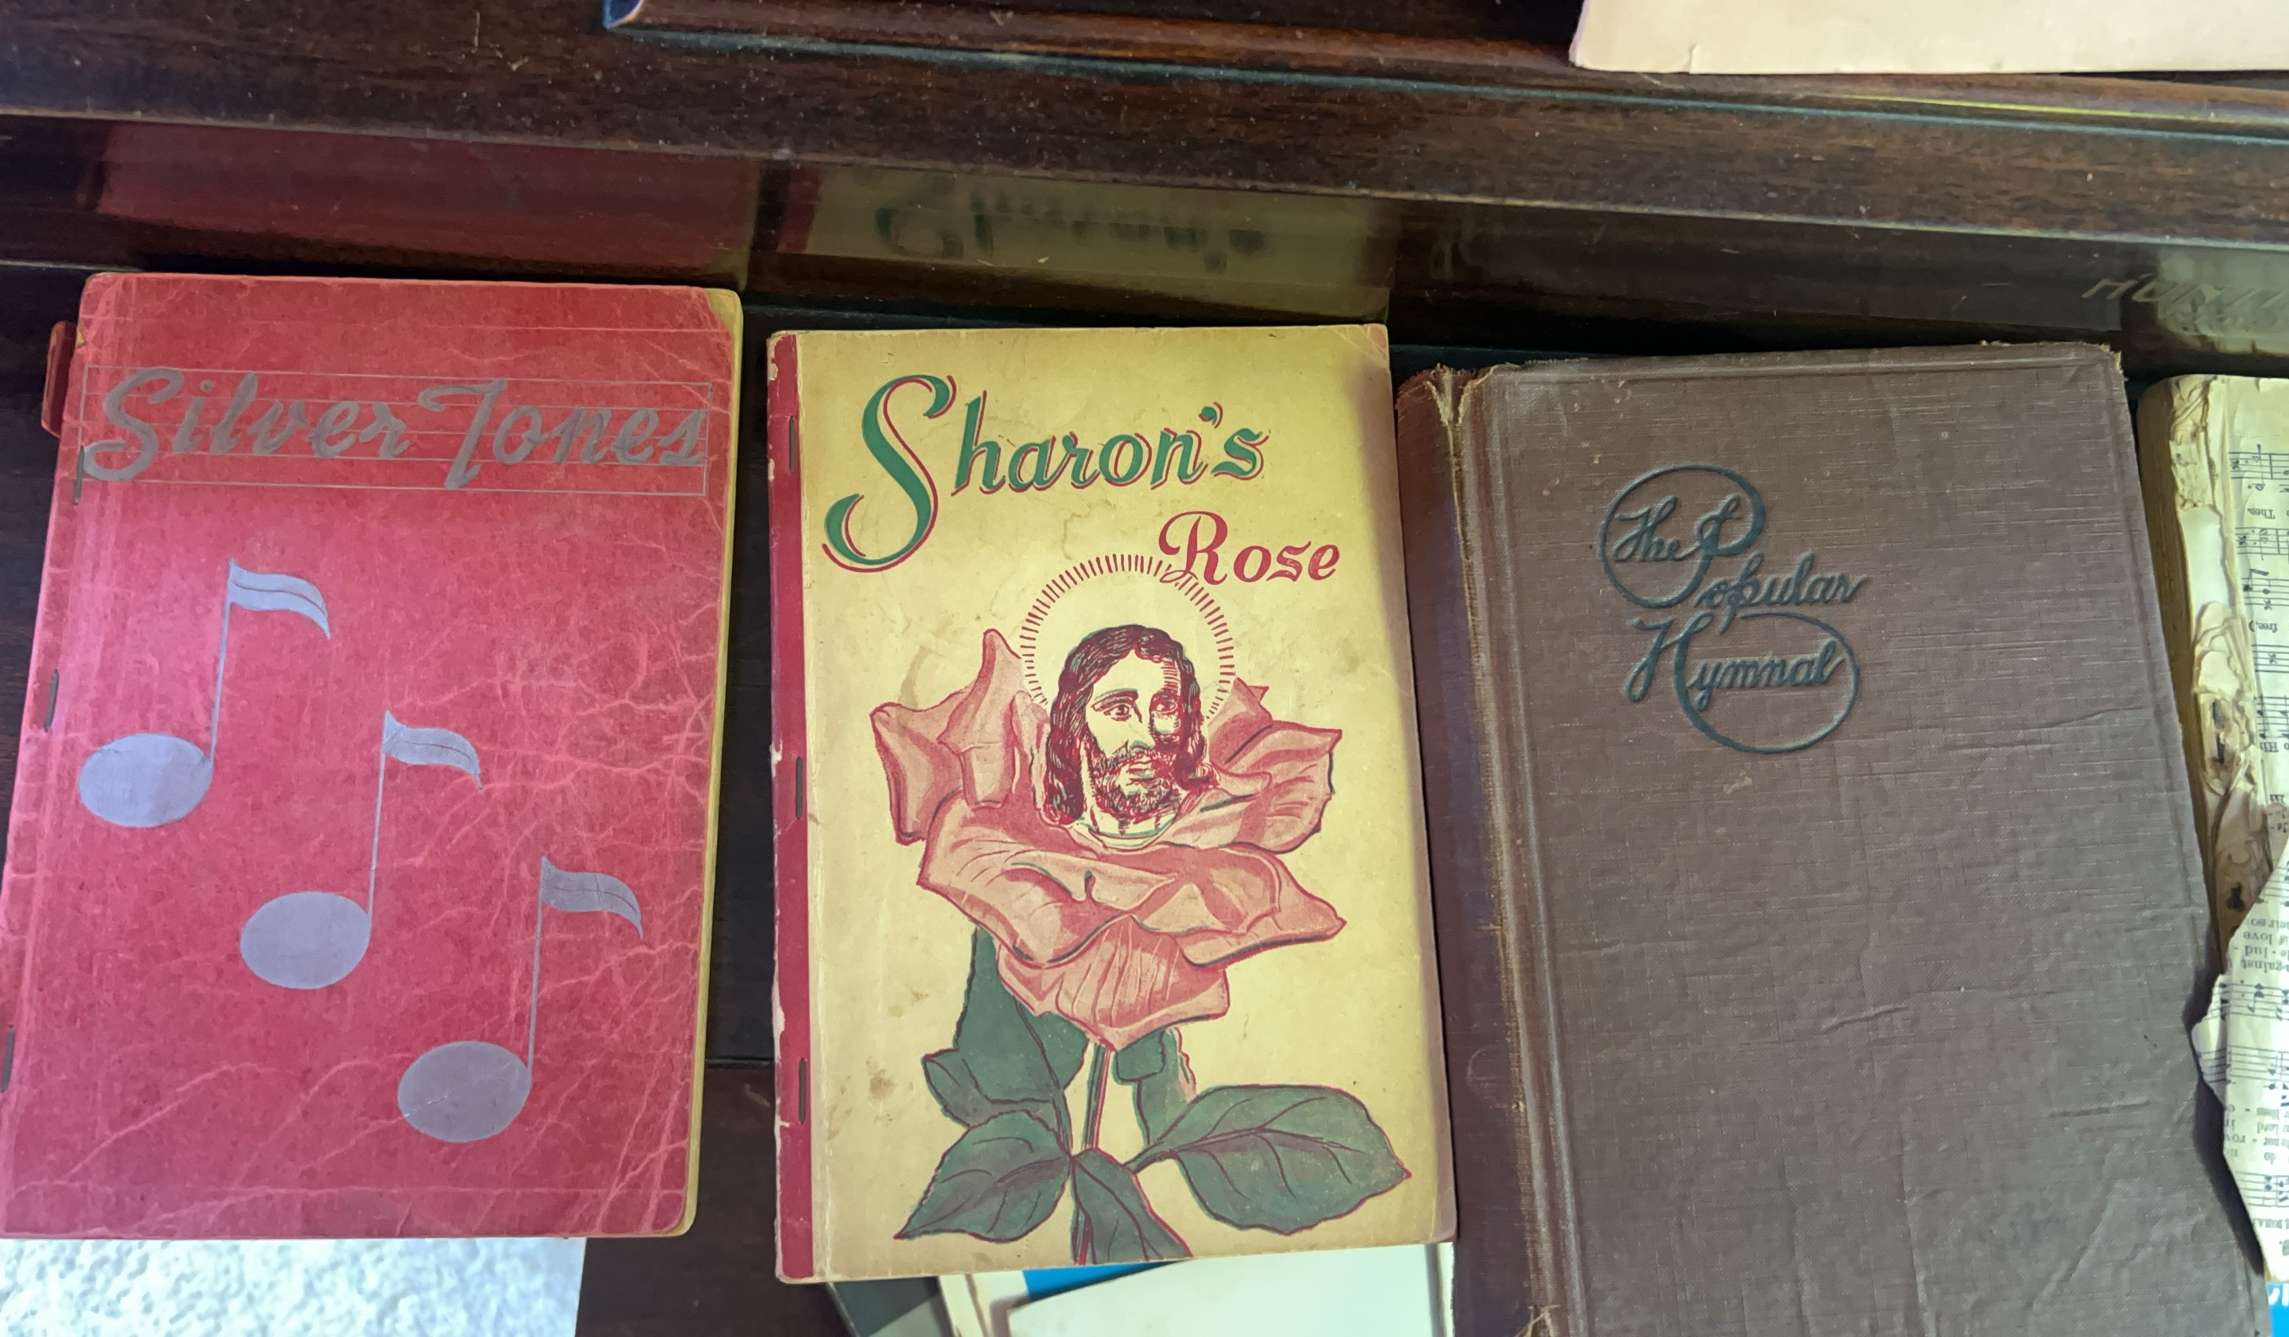 Silver Tones
Sharon's
Rose
The Popular
Hymnal